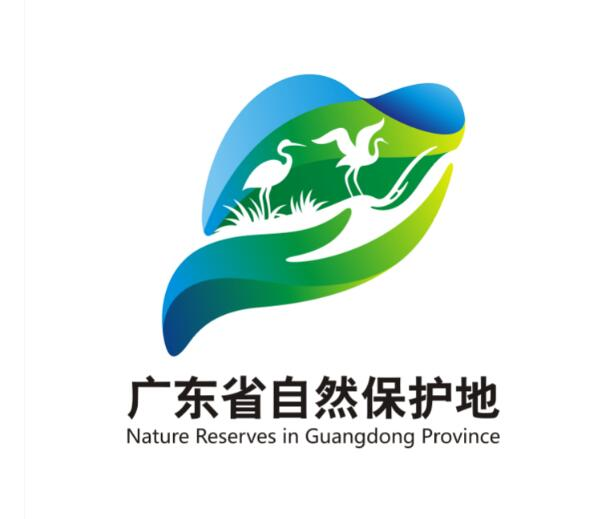 广东省自然保护地
Nature Reserves in Guangdong Province